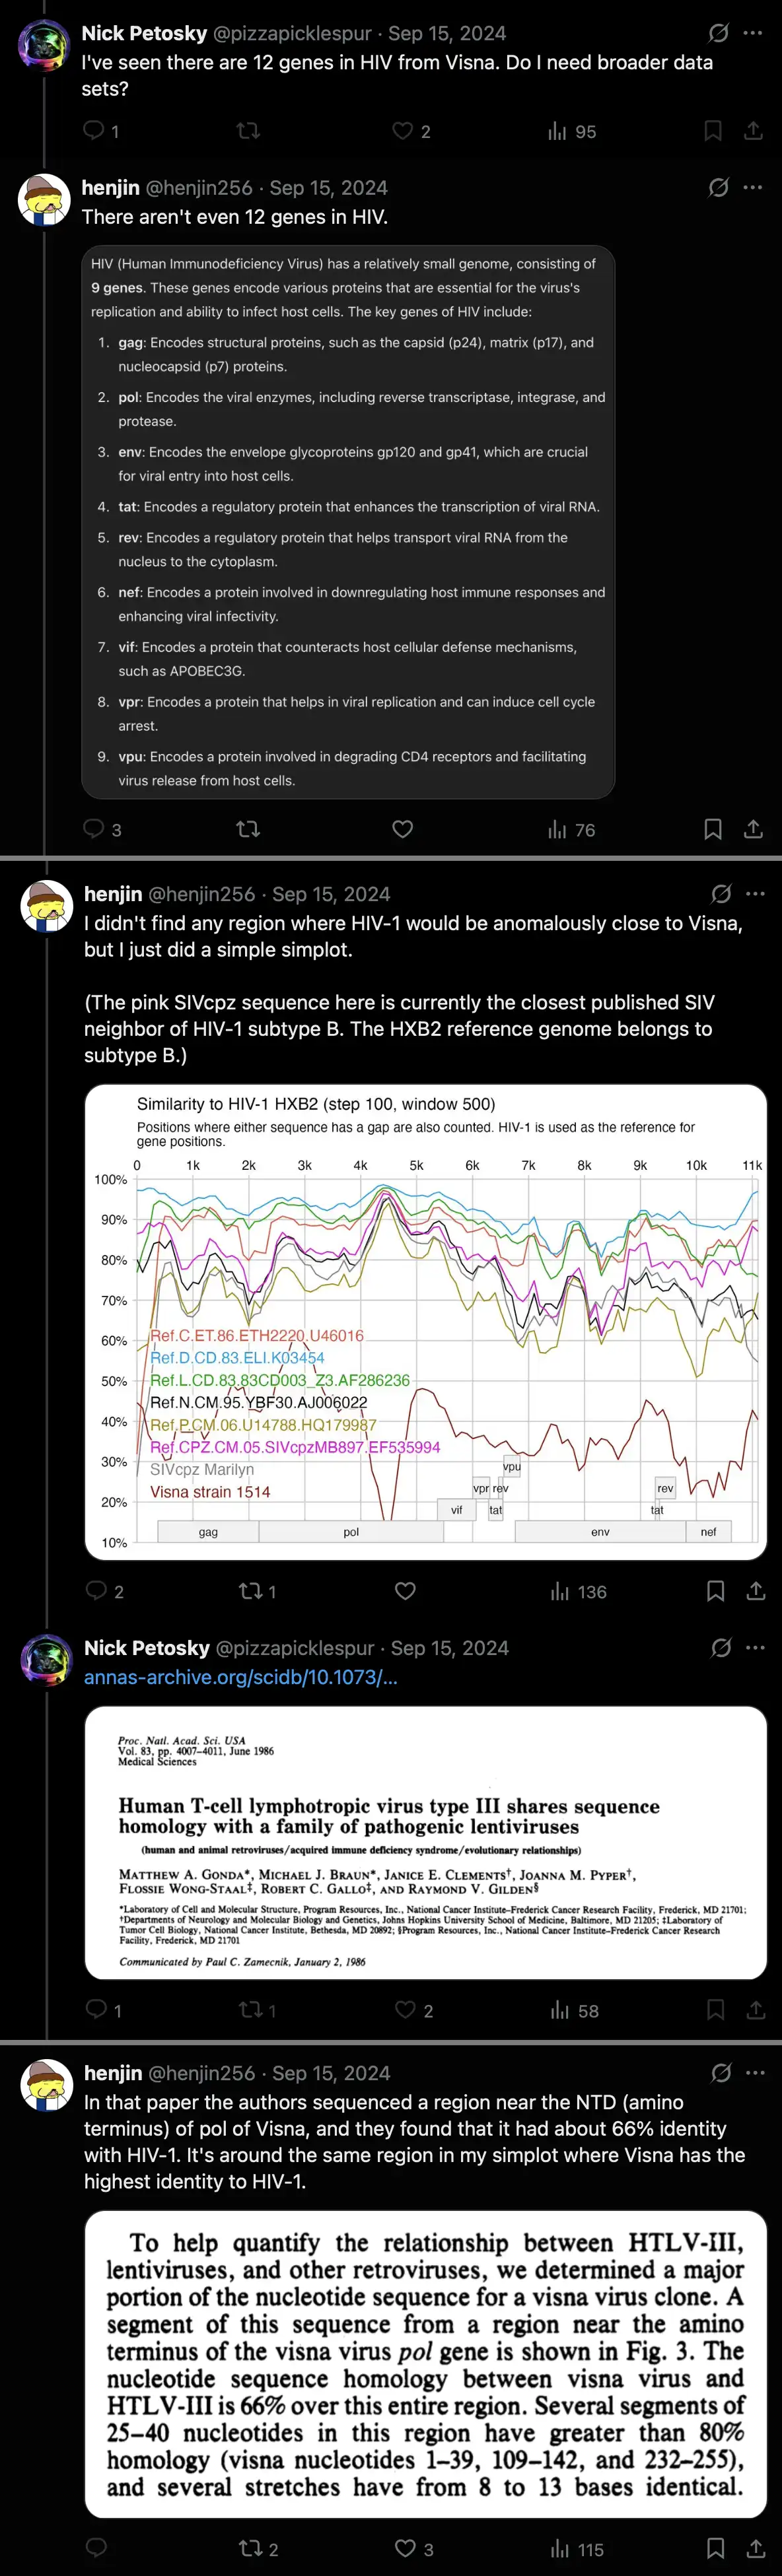 Nick Petosky @pizzapicklespur · Sep 15, 2024
I've seen there are 12 genes in HIV from Visna. Do I need broader data
sets?
1 2 95
henjin @henjin256 · Sep 15, 2024
There aren't even 12 genes in HIV.
HIV (Human Immunodeficiency Virus) has a relatively small genome, consisting of
9 genes. These genes encode various proteins that are essential for the virus's
replication and ability to infect host cells. The key genes of HIV include:
1. gag: Encodes structural proteins, such as the capsid (p24), matrix (p17), and
nucleocapsid (p7) proteins.
2. pol: Encodes the viral enzymes, including reverse transcriptase, integrase, and
protease.
3. env: Encodes the envelope glycoproteins gp120 and gp41, which are crucial
for viral entry into host cells.
4. tat: Encodes a regulatory protein that enhances the transcription of viral RNA.
5. rev: Encodes a regulatory protein that helps transport viral RNA from the
nucleus to the cytoplasm.
6. nef: Encodes a protein involved in downregulating host immune responses and
enhancing viral infectivity.
7. vif: Encodes a protein that counteracts host cellular defense mechanisms,
such as APOBEC3G.
8. vpr: Encodes a protein that helps in viral replication and can induce cell cycle
arrest.
9. vpu: Encodes a protein involved in degrading CD4 receptors and facilitating
virus release from host cells.
3 76
henjin @henjin256 · Sep 15, 2024
I didn't find any region where HIV-1 would be anomalously close to Visna,
but I just did a simple simplot.
(The pink SIVcpz sequence here is currently the closest published SIV
neighbor of HIV-1 subtype B. The HXB2 reference genome belongs to
subtype B.)
Similarity to HIV-1 HXB2 (step 100, window 500)
Positions where either sequence has a gap are also counted. HIV-1 is used as the reference for
gene positions.
0 1k 2k 3k 4k 5k 6k 7k 8k 9k 10k 11k
100%
90%
80%
70%
60%
Ref.C.ET.86.ETH2220.U46016
Ref.D.CD.83.ELI.K03454
50%
Ref.L.CD.83.83CD003_Z3.AF286236
Ref.N.CM.95.YBF30.AJ006022
40%
Ref.P.CM.06.U14788.HQ179987
Ref.CPZ.CM.05.SIVcpzMB897.EF535994
30%
SIVcpz Marilyn
vpu
Visna strain 1514
vpr rev rev
20%
vif tat tat
gag pol env nef
10%
2 1 136
Nick Petosky @pizzapicklespur · Sep 15, 2024
annas-archive.org/scidb/10.1073/...
Proc. Natl. Acad. Sci. USA
Vol. 83, pp. 4007–4011, June 1986
Medical Sciences
Human T-cell lymphotropic virus type III shares sequence
homology with a family of pathogenic lentiviruses
(human and animal retroviruses/acquired immune deficiency syndrome/evolutionary relationships)
MATTHEW A. GONDA*, MICHAEL J. BRAUN*, JANICE E. CLEMENTS†, JOANNA M. PYPER†,
FLOSSIE WONG-STAAL‡, ROBERT C. GALLO‡, AND RAYMOND V. GILDEN§
*Laboratory of Cell and Molecular Structure, Program Resources, Inc., National Cancer Institute–Frederick Cancer Research Facility, Frederick, MD 21701;
†Departments of Neurology and Molecular Biology and Genetics, Johns Hopkins University School of Medicine, Baltimore, MD 21205; ‡Laboratory of
Tumor Cell Biology, National Cancer Institute, Bethesda, MD 20892; §Program Resources, Inc., National Cancer Institute–Frederick Cancer Research
Facility, Frederick, MD 21701
Communicated by Paul C. Zamecnik, January 2, 1986
1 1 2 58
henjin @henjin256 · Sep 15, 2024
In that paper the authors sequenced a region near the NTD (amino
terminus) of pol of Visna, and they found that it had about 66% identity
with HIV-1. It's around the same region in my simplot where Visna has the
highest identity to HIV-1.
To help quantify the relationship between HTLV-III,
lentiviruses, and other retroviruses, we determined a major
portion of the nucleotide sequence for a visna virus clone. A
segment of this sequence from a region near the amino
terminus of the visna virus pol gene is shown in Fig. 3. The
nucleotide sequence homology between visna virus and
HTLV-III is 66% over this entire region. Several segments of
25–40 nucleotides in this region have greater than 80%
homology (visna nucleotides 1–39, 109–142, and 232–255),
and several stretches have from 8 to 13 bases identical.
2 3 115